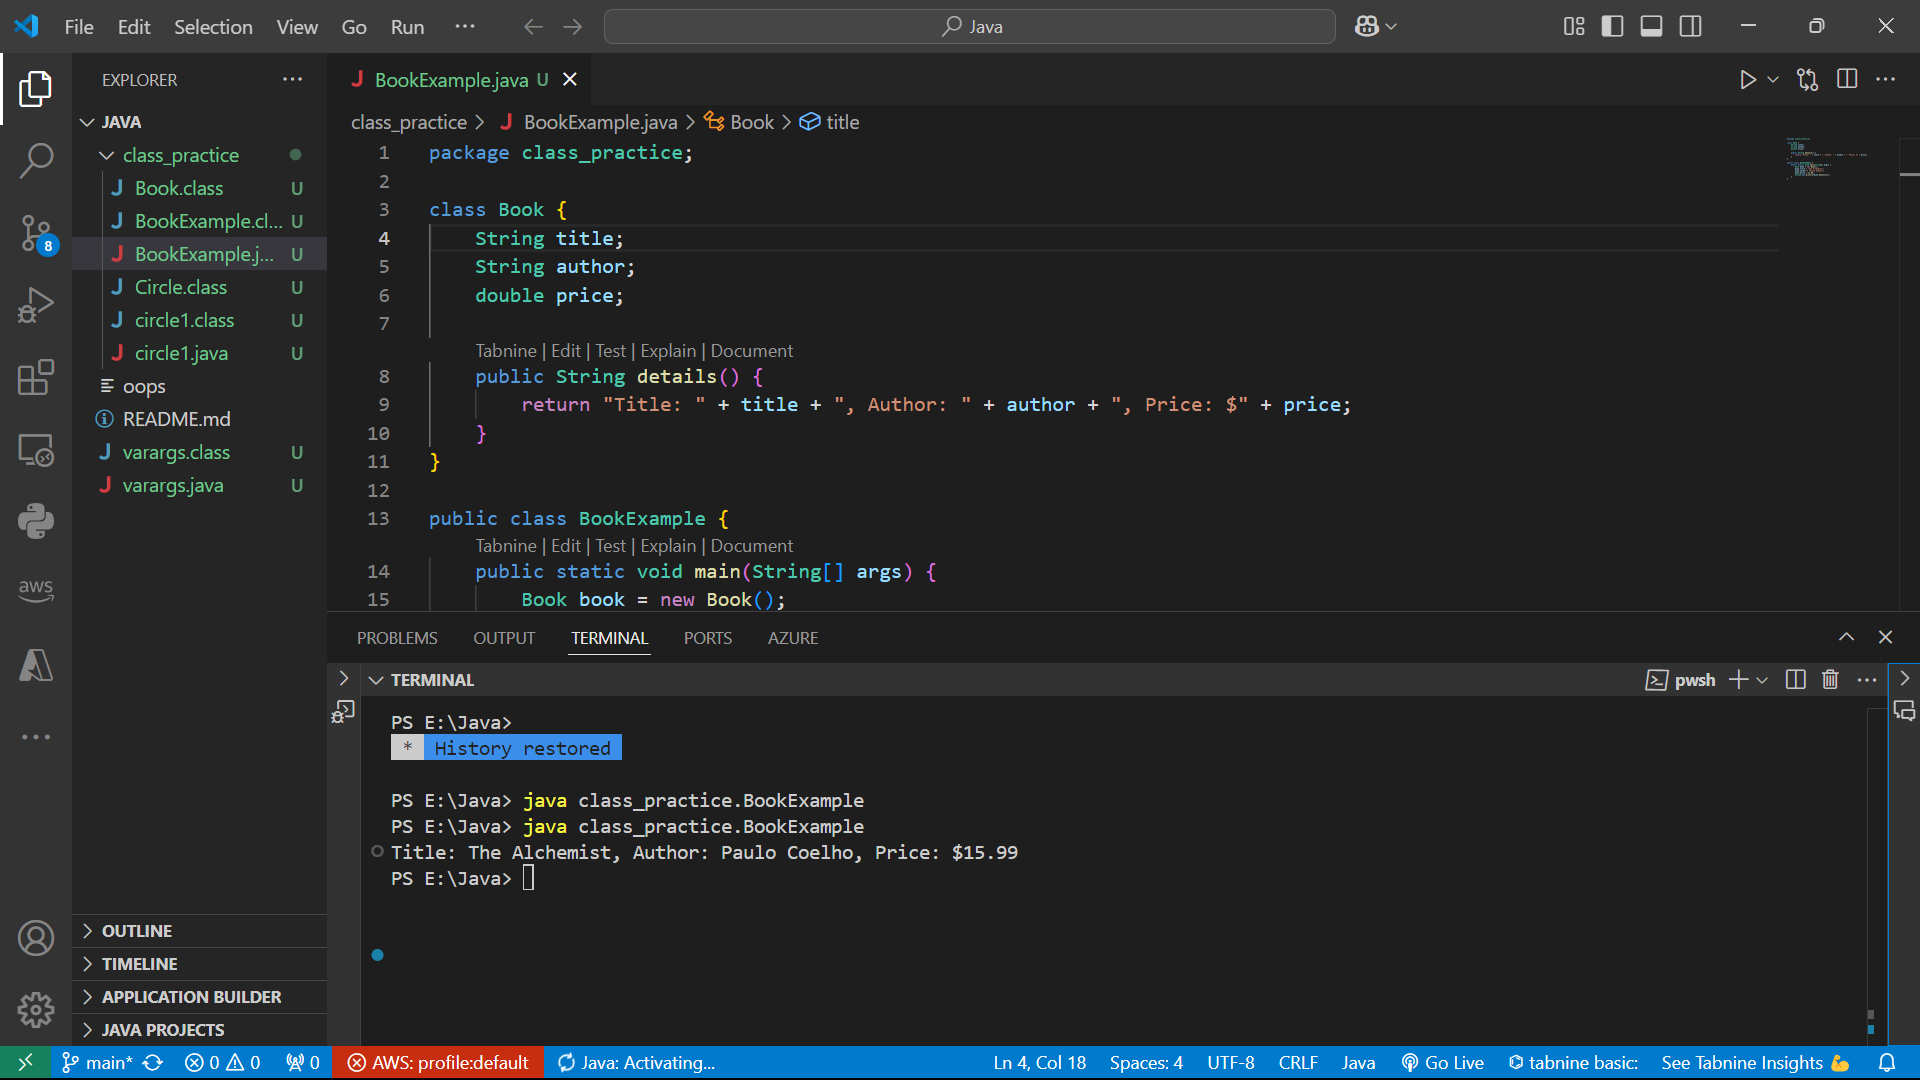 File Edit Selection View Go Run ··· Java
EXPLORER ···
JAVA
class_practice
Book.class U
BookExample.cl... U
BookExample.j... U
Circle.class U
circle1.class U
circle1.java U
oops
README.md
varargs.class U
varargs.java U
8
aws
OUTLINE
TIMELINE
APPLICATION BUILDER
JAVA PROJECTS
BookExample.java U
class_practice > BookExample.java > Book > title
1 package class_practice;
2
3 class Book {
4 String title;
5 String author;
6 double price;
7
Tabnine | Edit | Test | Explain | Document
8 public String details() {
9 return "Title: " + title + ", Author: " + author + ", Price: $" + price;
10 }
11 }
12
13 public class BookExample {
Tabnine | Edit | Test | Explain | Document
14 public static void main(String[] args) {
15 Book book = new Book();
PROBLEMS OUTPUT TERMINAL PORTS AZURE
TERMINAL pwsh
PS E:\Java>
* History restored
PS E:\Java> java class_practice.BookExample
PS E:\Java> java class_practice.BookExample
Title: The Alchemist, Author: Paulo Coelho, Price: $15.99
PS E:\Java>
main* 0 0 0 AWS: profile:default Java: Activating... Ln 4, Col 18 Spaces: 4 UTF-8 CRLF Java Go Live tabnine basic: See Tabnine Insights 💪